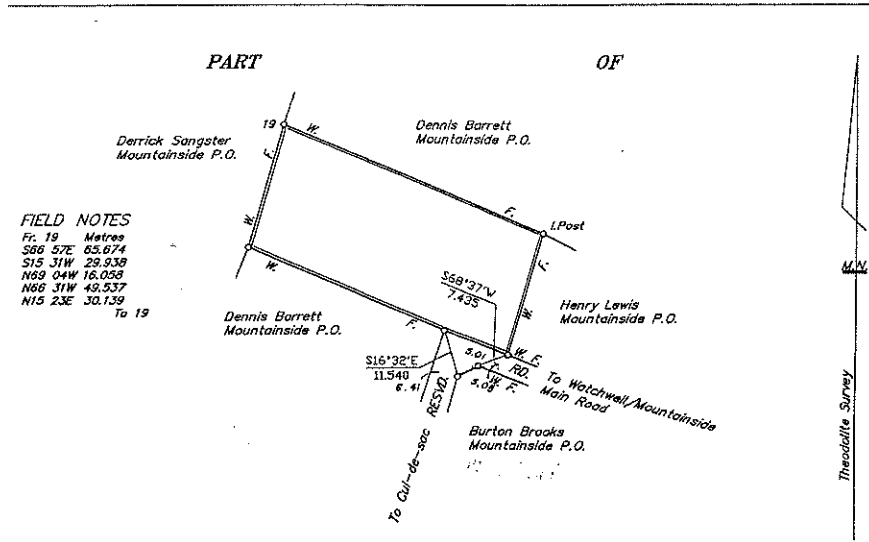 PART OF
19
W.
F.
Derrick Sangster
Mountainside P.O.
Dennis Barrett
Mountainside P.O.
F.
W.
F.
I.Post
FIELD NOTES
Fr. 19 Metres
S66 57E 65.674
S15 31W 29.938
N69 04W 16.058
N66 31W 49.537
N15 23E 30.139
To 19
W.
S68°37'W
7.435
Henry Lewis
Mountainside P.O.
W.
Dennis Barrett
Mountainside P.O.
F.
W. F.
RD.
To Watchwell/Mountainside
Main Road
S16°32'E
11.540
6.41
5.01
5.08
W. F.
RESVD.
To Cul-de-sac
Burton Brooks
Mountainside P.O.
M.N.
Theodolite Survey